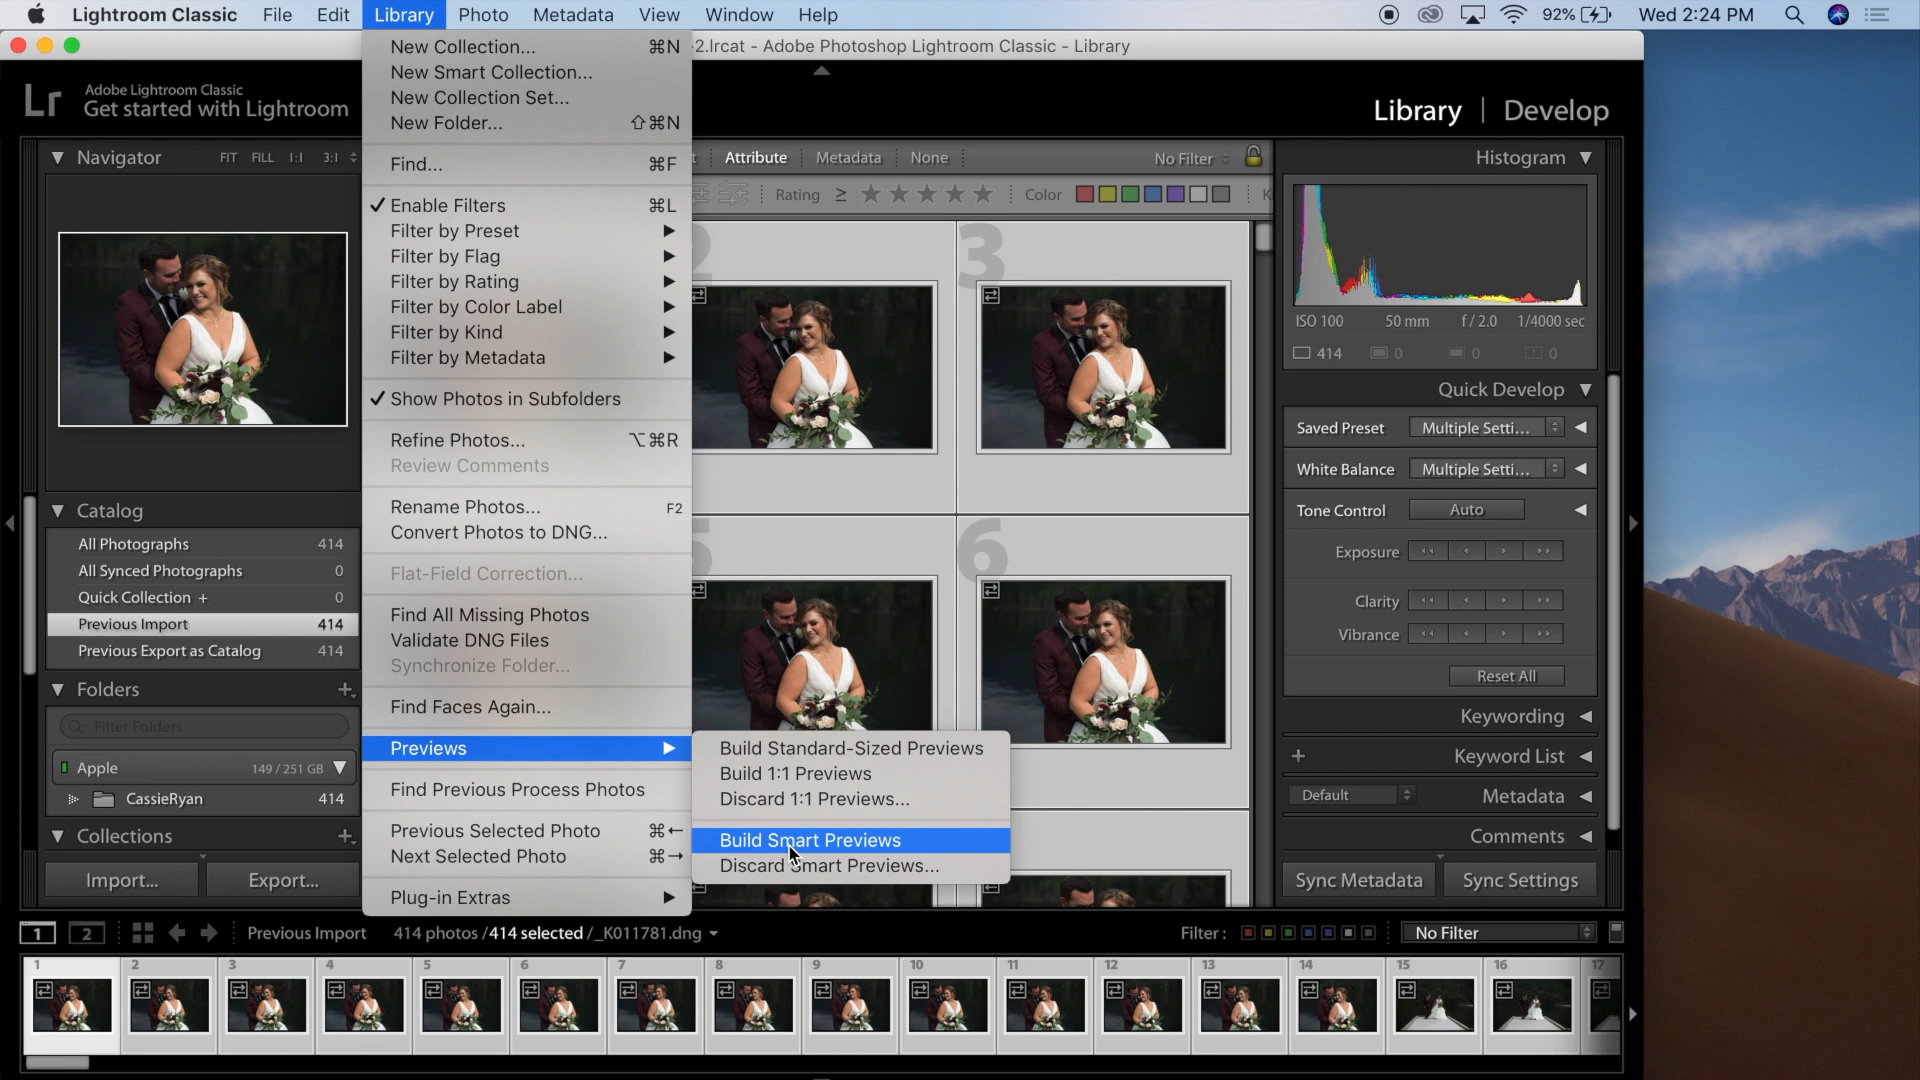 Lightroom Classic File Edit Library Photo Metadata View Window Help 92% Wed 2:24 PM
2.lrcat - Adobe Photoshop Lightroom Classic - Library
Lr Adobe Lightroom Classic
Get started with Lightroom
Library | Develop
Navigator FIT FILL 1:1 3:1
Catalog
All Photographs 414
All Synced Photographs 0
Quick Collection + 0
Previous Import 414
Previous Export as Catalog 414
Folders +
Filter Folders
Apple 149 / 251 GB
CassieRyan 414
Collections +
Import... Export...
New Collection... ⌘N
New Smart Collection...
New Collection Set...
New Folder... ⇧⌘N
Find... ⌘F
✓ Enable Filters ⌘L
Filter by Preset ▶
Filter by Flag ▶
Filter by Rating ▶
Filter by Color Label ▶
Filter by Kind ▶
Filter by Metadata ▶
✓ Show Photos in Subfolders
Refine Photos... ⌥⌘R
Review Comments
Rename Photos... F2
Convert Photos to DNG...
Flat-Field Correction...
Find All Missing Photos
Validate DNG Files
Synchronize Folder...
Find Faces Again...
Previews ▶
Find Previous Process Photos
Previous Selected Photo ⌘←
Next Selected Photo ⌘→
Plug-in Extras ▶
Build Standard-Sized Previews
Build 1:1 Previews
Discard 1:1 Previews...
Build Smart Previews
Discard Smart Previews...
t Attribute Metadata None No Filter
Rating ≥ ★★★★★ Color K
2 3
5 6
Histogram
ISO 100 50 mm f / 2.0 1/4000 sec
414 0 0 0
Quick Develop
Saved Preset Multiple Setti...
White Balance Multiple Setti...
Tone Control Auto
Exposure
Clarity
Vibrance
Reset All
Keywording
+ Keyword List
Default Metadata
Comments
Sync Metadata Sync Settings
1 2 Previous Import 414 photos / 414 selected / _K011781.dng Filter : No Filter
1 2 3 4 5 6 7 8 9 10 11 12 13 14 15 16 17